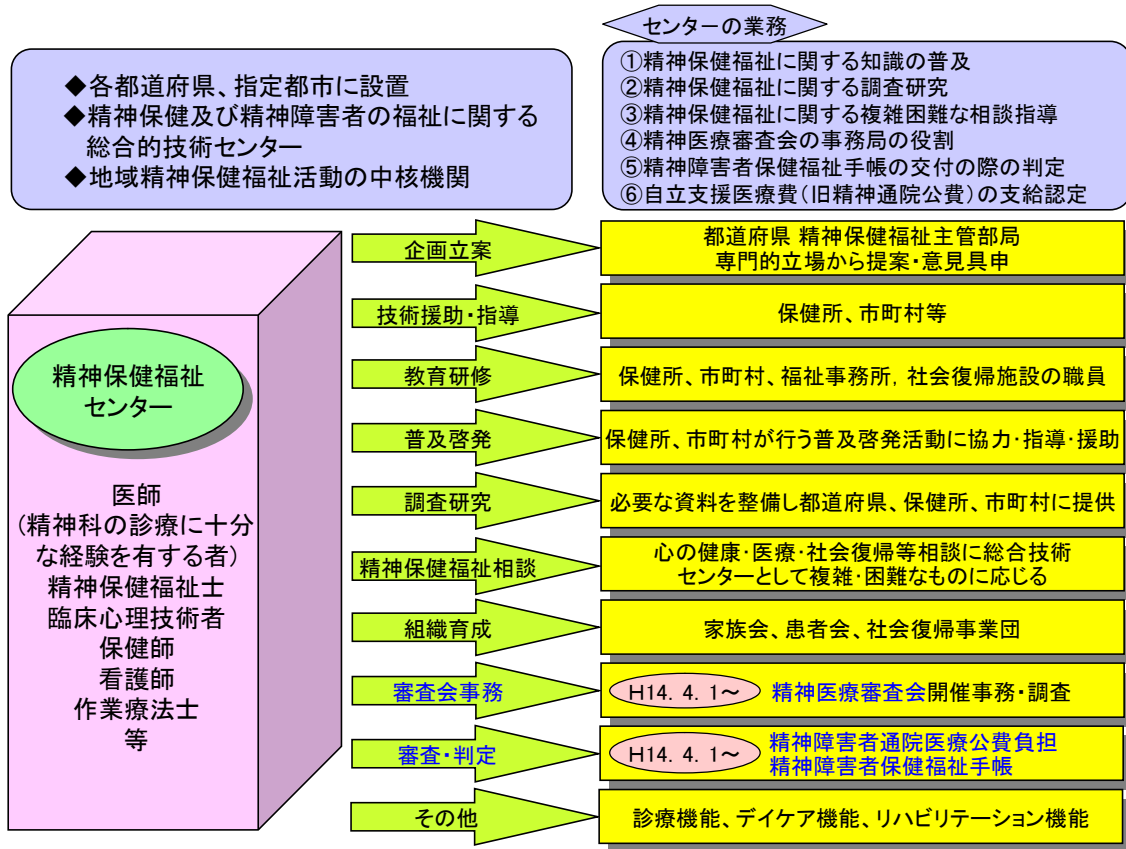 ◆各都道府県、指定都市に設置
◆精神保健及び精神障害者の福祉に関する
総合的技術センター
◆地域精神保健福祉活動の中核機関
センターの業務
①精神保健福祉に関する知識の普及
②精神保健福祉に関する調査研究
③精神保健福祉に関する複雑困難な相談指導
④精神医療審査会の事務局の役割
⑤精神障害者保健福祉手帳の交付の際の判定
⑥自立支援医療費(旧精神通院公費)の支給認定
精神保健福祉
センター
医師
(精神科の診療に十分
な経験を有する者)
精神保健福祉士
臨床心理技術者
保健師
看護師
作業療法士
等
企画立案
都道府県 精神保健福祉主管部局
専門的立場から提案・意見具申
技術援助・指導
保健所、市町村等
教育研修
保健所、市町村、福祉事務所, 社会復帰施設の職員
普及啓発
保健所、市町村が行う普及啓発活動に協力・指導・援助
調査研究
必要な資料を整備し都道府県、保健所、市町村に提供
精神保健福祉相談
心の健康・医療・社会復帰等相談に総合技術
センターとして複雑・困難なものに応じる
組織育成
家族会、患者会、社会復帰事業団
審査会事務
H14. 4. 1～ 精神医療審査会開催事務・調査
審査・判定
H14. 4. 1～
精神障害者通院医療公費負担
精神障害者保健福祉手帳
その他
診療機能、デイケア機能、リハビリテーション機能